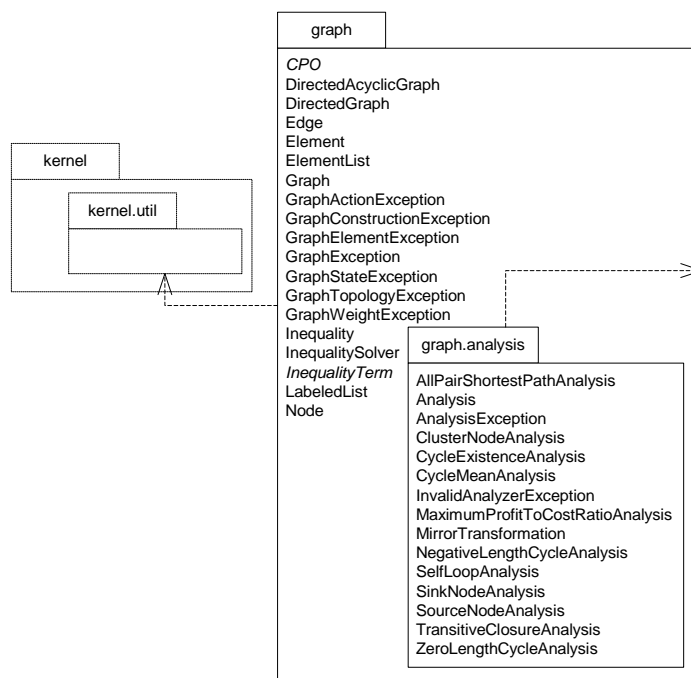 graph
CPO
DirectedAcyclicGraph
DirectedGraph
Edge
Element
ElementList
Graph
GraphActionException
GraphConstructionException
GraphElementException
GraphException
GraphStateException
GraphTopologyException
GraphWeightException
Inequality
InequalitySolver
InequalityTerm
LabeledList
Node
kernel
kernel.util
graph.analysis
AllPairShortestPathAnalysis
Analysis
AnalysisException
ClusterNodeAnalysis
CycleExistenceAnalysis
CycleMeanAnalysis
InvalidAnalyzerException
MaximumProfitToCostRatioAnalysis
MirrorTransformation
NegativeLengthCycleAnalysis
SelfLoopAnalysis
SinkNodeAnalysis
SourceNodeAnalysis
TransitiveClosureAnalysis
ZeroLengthCycleAnalysis